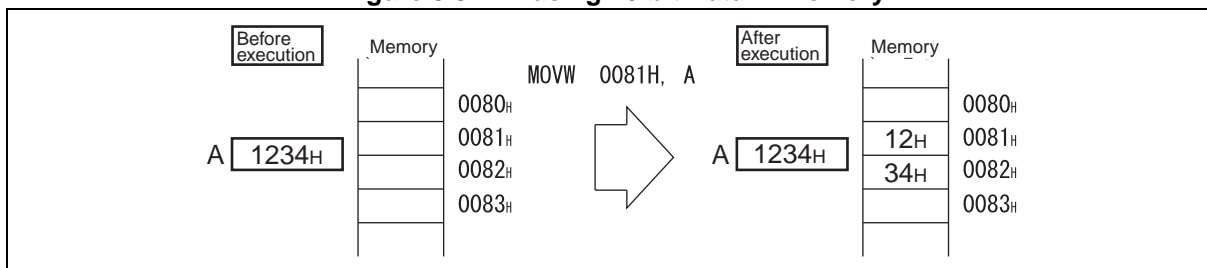 Before
execution
Memory
MOVW 0081H, A
After
execution
Memory
0080H
0080H
A 1234H
0081H
A 1234H
12H
0081H
0082H
34H
0082H
0083H
0083H